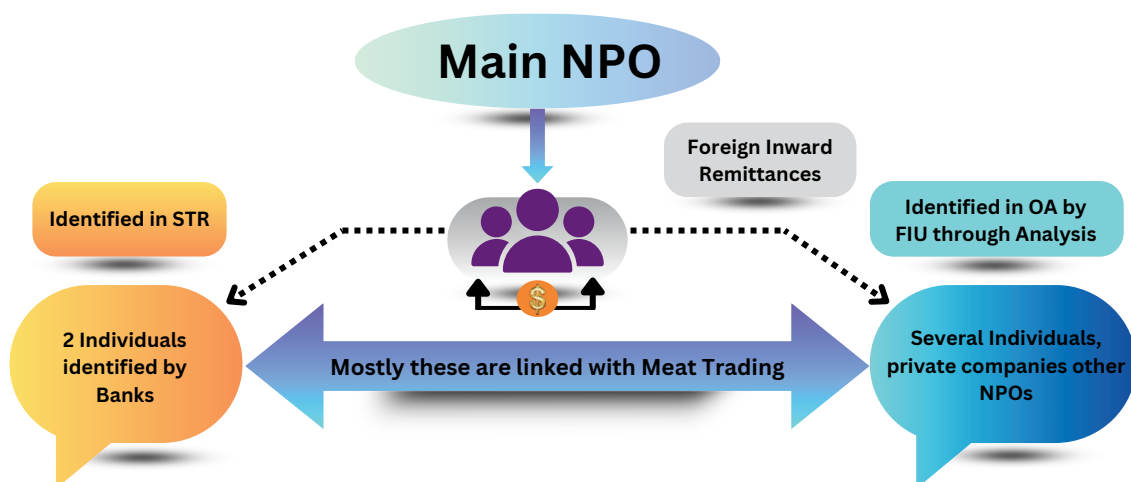 Main NPO
Foreign Inward
Remittances
Identified in STR
Identified in OA by
FIU through Analysis
$
2 Individuals
identified by
Banks
Mostly these are linked with Meat Trading
Several Individuals,
private companies other
NPOs